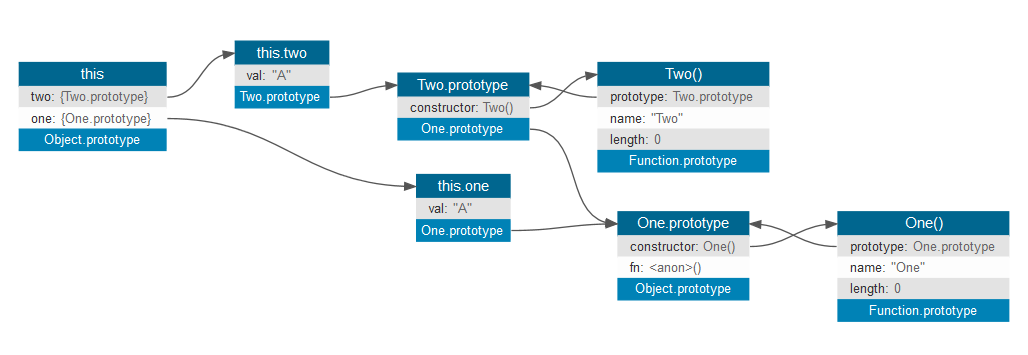 this
two: {Two.prototype}
one: {One.prototype}
Object.prototype
this.two
val: "A"
Two.prototype
Two.prototype
constructor: Two()
One.prototype
Two()
prototype: Two.prototype
name: "Two"
length: 0
Function.prototype
this.one
val: "A"
One.prototype
One.prototype
constructor: One()
fn: <anon>()
Object.prototype
One()
prototype: One.prototype
name: "One"
length: 0
Function.prototype